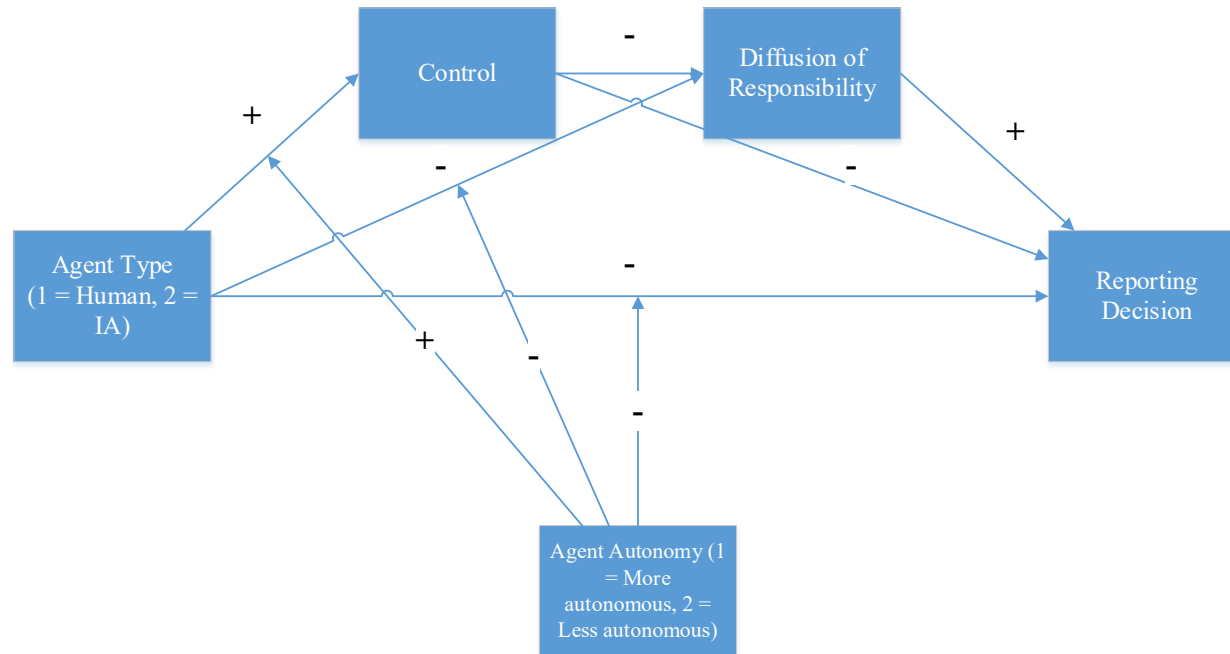 -
Control
Diffusion of
Responsibility
+
+
-
-
Agent Type
(1 = Human, 2 =
IA)
-
Reporting
Decision
+
-
-
Agent Autonomy (1
= More
autonomous, 2 =
Less autonomous)